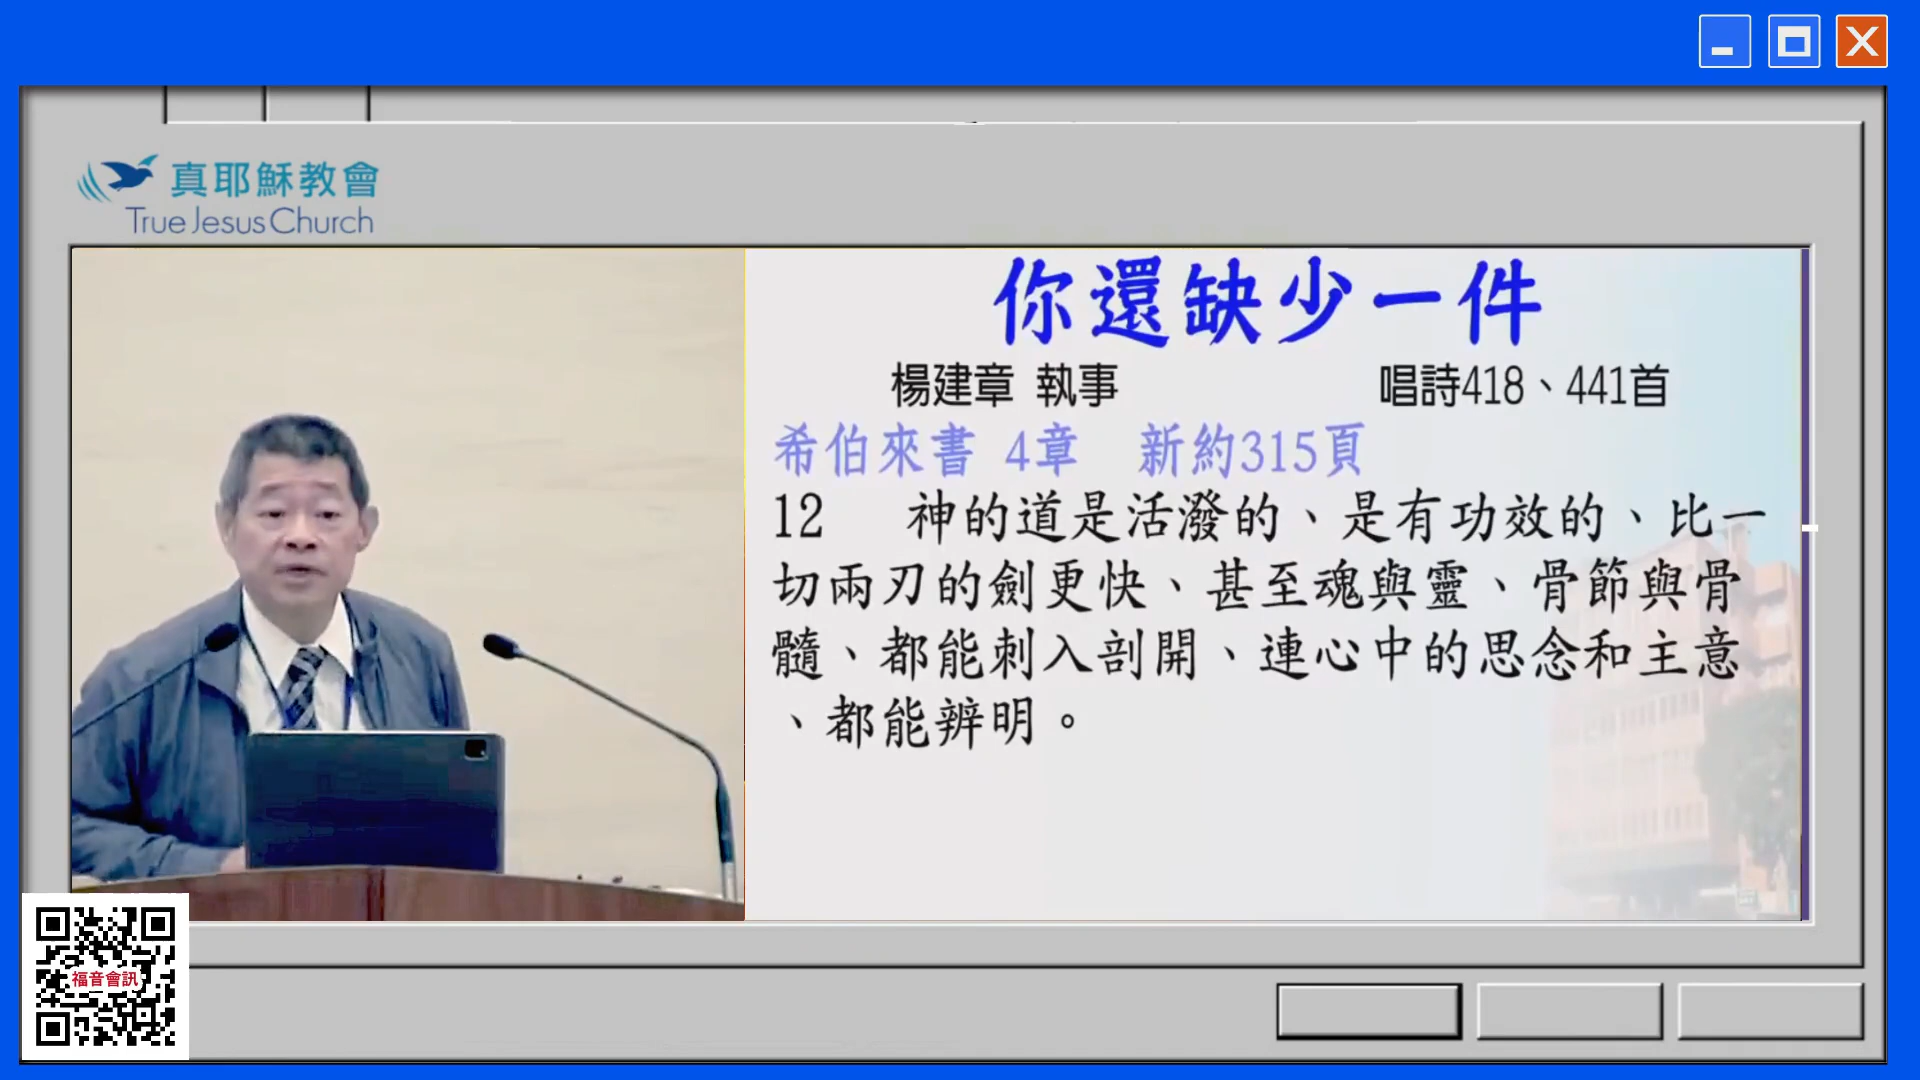 真耶穌教會
True Jesus Church
你還缺少一件
楊建章 執事
唱詩418、441首
希伯來書 4章 新約315頁
12 神的道是活潑的、是有功效的、比一
切兩刃的劍更快、甚至魂與靈、骨節與骨
髓、都能刺入剖開、連心中的思念和主意
、都能辨明。
福音會訊